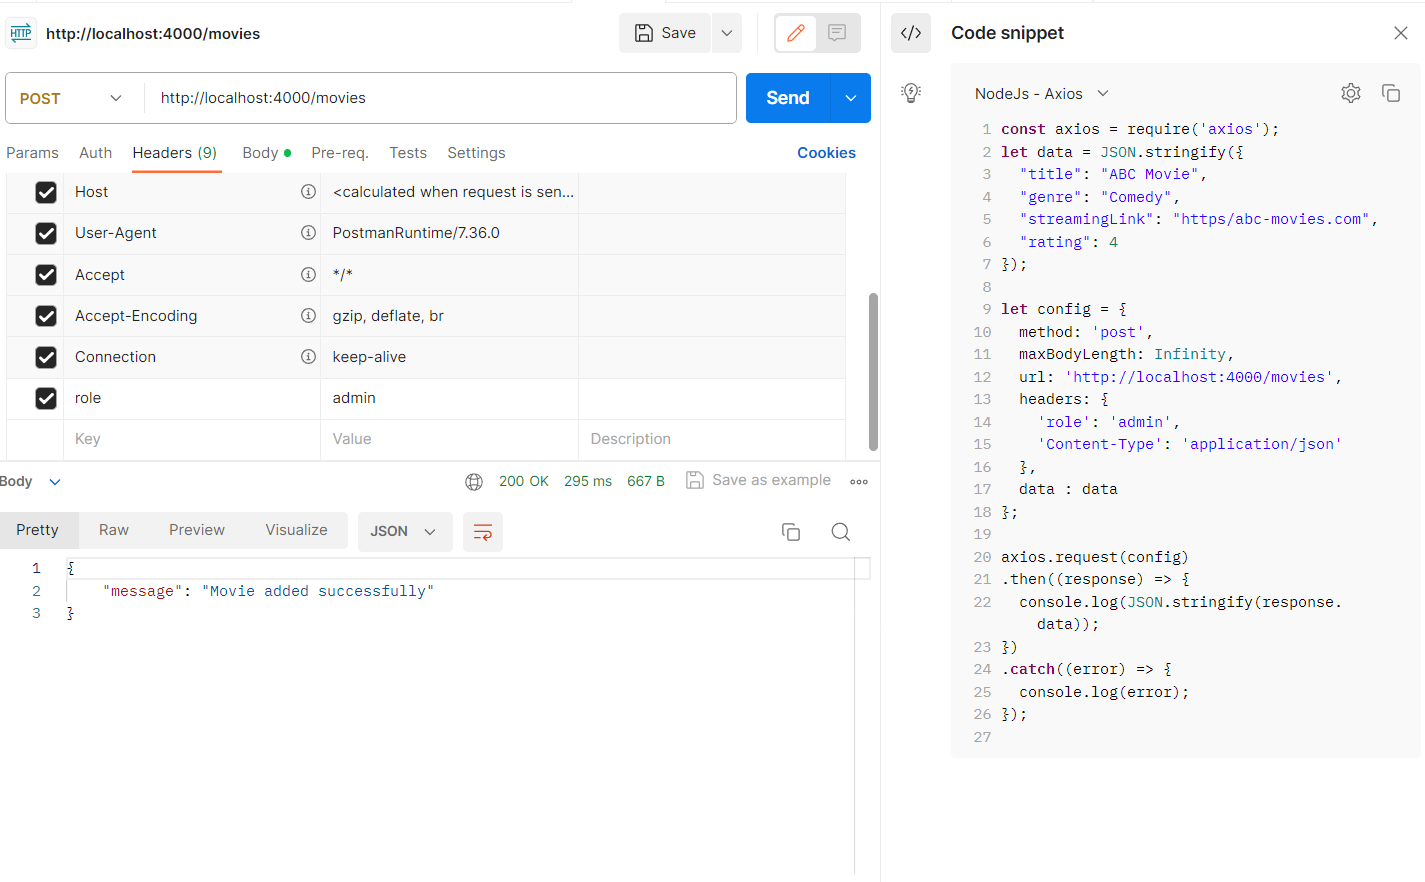 HTTP http://localhost:4000/movies
Save
POST http://localhost:4000/movies
Send
Params Auth Headers (9) Body Pre-req. Tests Settings Cookies
Host <calculated when request is sen...
User-Agent PostmanRuntime/7.36.0
Accept */*
Accept-Encoding gzip, deflate, br
Connection keep-alive
role admin
Key Value Description
Body 200 OK 295 ms 667 B Save as example
Pretty Raw Preview Visualize JSON
1 {
2 "message": "Movie added successfully"
3 }
</> Code snippet
NodeJs - Axios
1 const axios = require('axios');
2 let data = JSON.stringify({
3 "title": "ABC Movie",
4 "genre": "Comedy",
5 "streamingLink": "https/abc-movies.com",
6 "rating": 4
7 });
8
9 let config = {
10 method: 'post',
11 maxBodyLength: Infinity,
12 url: 'http://localhost:4000/movies',
13 headers: {
14 'role': 'admin',
15 'Content-Type': 'application/json'
16 },
17 data : data
18 };
19
20 axios.request(config)
21 .then((response) => {
22 console.log(JSON.stringify(response.
data));
23 })
24 .catch((error) => {
25 console.log(error);
26 });
27